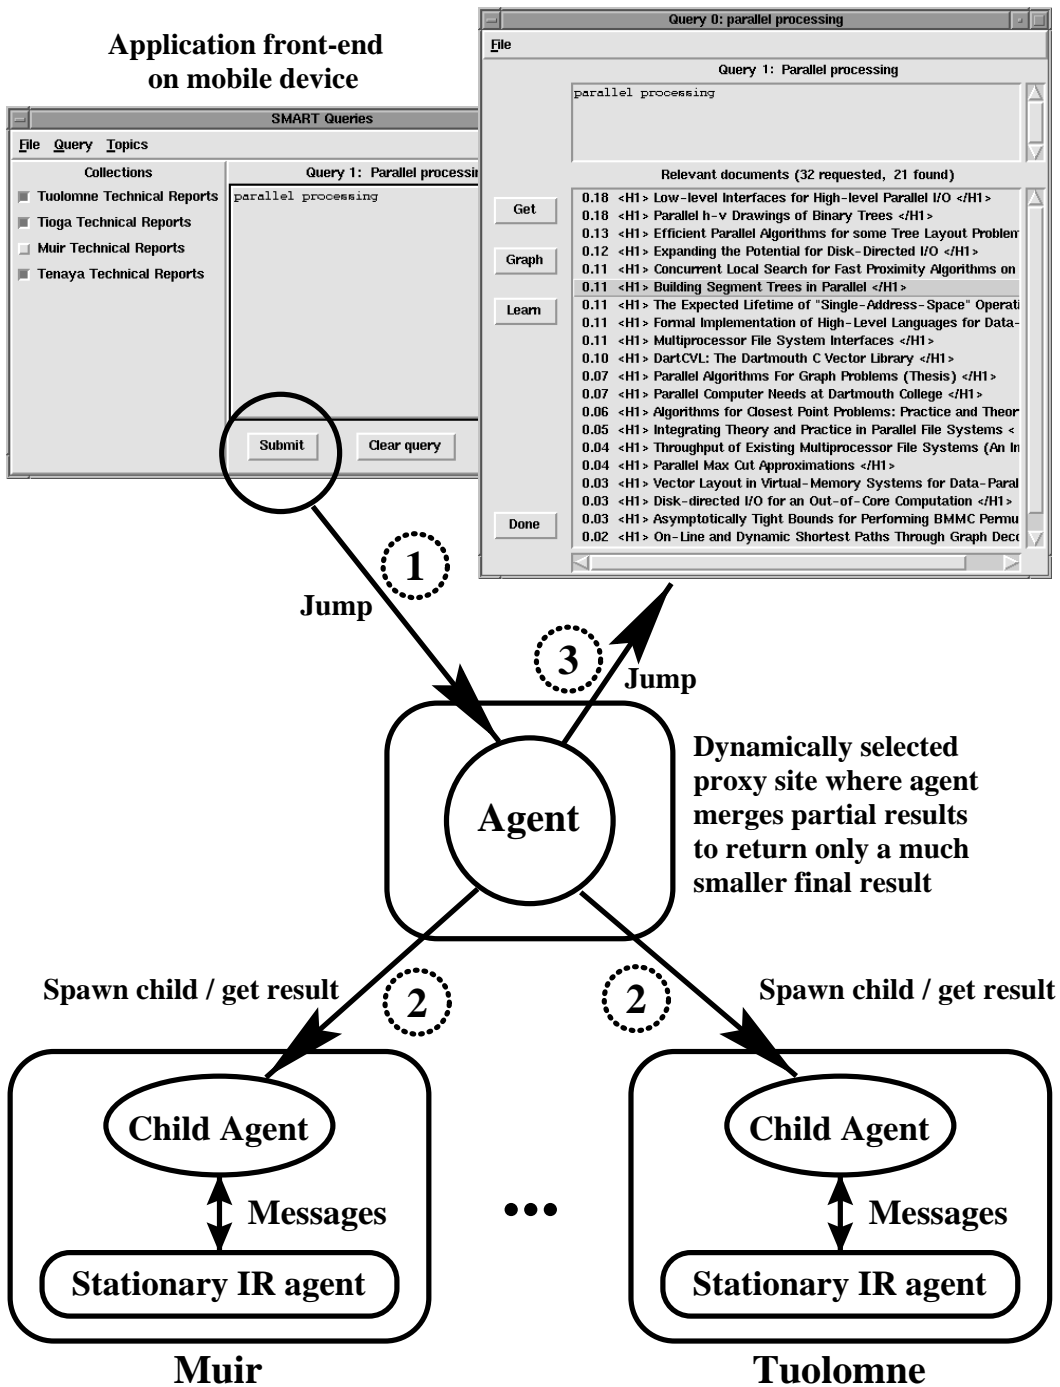 Application front-end
on mobile device
SMART Queries
File Query Topics
Collections
Tuolomne Technical Reports
Tioga Technical Reports
Muir Technical Reports
Tenaya Technical Reports
Query 1: Parallel processin
parallel processing
Submit
Clear query
Query 0: parallel processing
File
Query 1: Parallel processing
parallel processing
Relevant documents (32 requested, 21 found)
Get
Graph
Learn
Done
0.18 <H1> Low-level Interfaces for High-level Parallel I/O </H1>
0.18 <H1> Parallel h-v Drawings of Binary Trees </H1>
0.13 <H1> Efficient Parallel Algorithms for some Tree Layout Problem
0.12 <H1> Expanding the Potential for Disk-Directed I/O </H1>
0.11 <H1> Concurrent Local Search for Fast Proximity Algorithms on
0.11 <H1> Building Segment Trees in Parallel </H1>
0.11 <H1> The Expected Lifetime of "Single-Address-Space" Operati
0.11 <H1> Formal Implementation of High-Level Languages for Data-
0.11 <H1> Multiprocessor File System Interfaces </H1>
0.10 <H1> DartCVL: The Dartmouth C Vector Library </H1>
0.07 <H1> Parallel Algorithms For Graph Problems (Thesis) </H1>
0.07 <H1> Parallel Computer Needs at Dartmouth College </H1>
0.06 <H1> Algorithms for Closest Point Problems: Practice and Theor
0.05 <H1> Integrating Theory and Practice in Parallel File Systems <
0.04 <H1> Throughput of Existing Multiprocessor File Systems (An In
0.04 <H1> Parallel Max Cut Approximations </H1>
0.03 <H1> Vector Layout in Virtual-Memory Systems for Data-Paral
0.03 <H1> Disk-directed I/O for an Out-of-Core Computation </H1>
0.03 <H1> Asymptotically Tight Bounds for Performing BMMC Permu
0.02 <H1> On-Line and Dynamic Shortest Paths Through Graph Deco
1
Jump
3
Jump
Agent
Dynamically selected
proxy site where agent
merges partial results
to return only a much
smaller final result
Spawn child / get result
2
2
Spawn child / get result
Child Agent
Messages
Stationary IR agent
Muir
•••
Child Agent
Messages
Stationary IR agent
Tuolomne